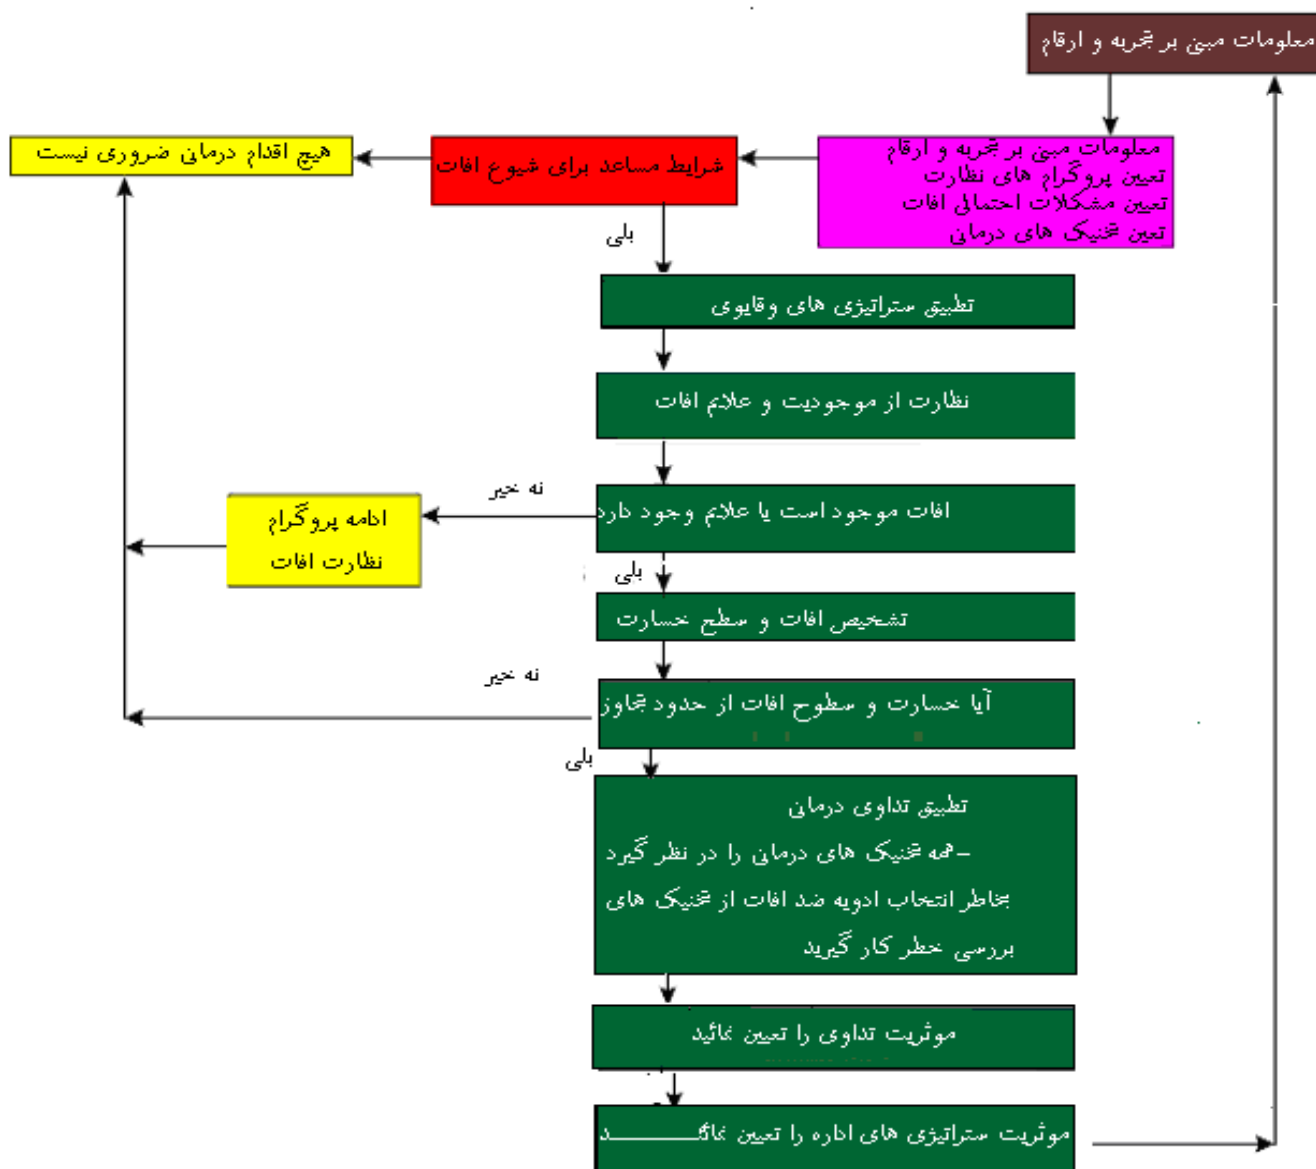 معلومات مبنی بر تجربه و ارقام
معلومات مبنی بر تجربه و ارقام
تعیین پروگرام های نظارت
تعیین مشکلات احتمالی افات
تعین تخنیک های درمانی
شرایط مساعد برای شیوع افات
هیچ اقدام درمانی ضروری نیست
بلی
تطبیق ستراتیژی های وقایوی
نظارت از موجودیت و علایم افات
افات موجود است یا علایم وجود دارد
نه خیر
ادامه پروگرام
نظارت افات
بلی
تشخیص افات و سطح خسارت
نه خیر
آیا خسارت و سطوح افات از حدود تجاوز
بلی
تطبیق تداوی درمانی
-همه تخنیک های درمانی را در نظر گیرد
بخاطر انتخاب ادویه ضد افات از تخنیک های
بررسی خطر کار گیرید
موثریت تداوی را تعیین نمائید
موثریت ستراتیژی های اداره را تعیین نمائـــــــد